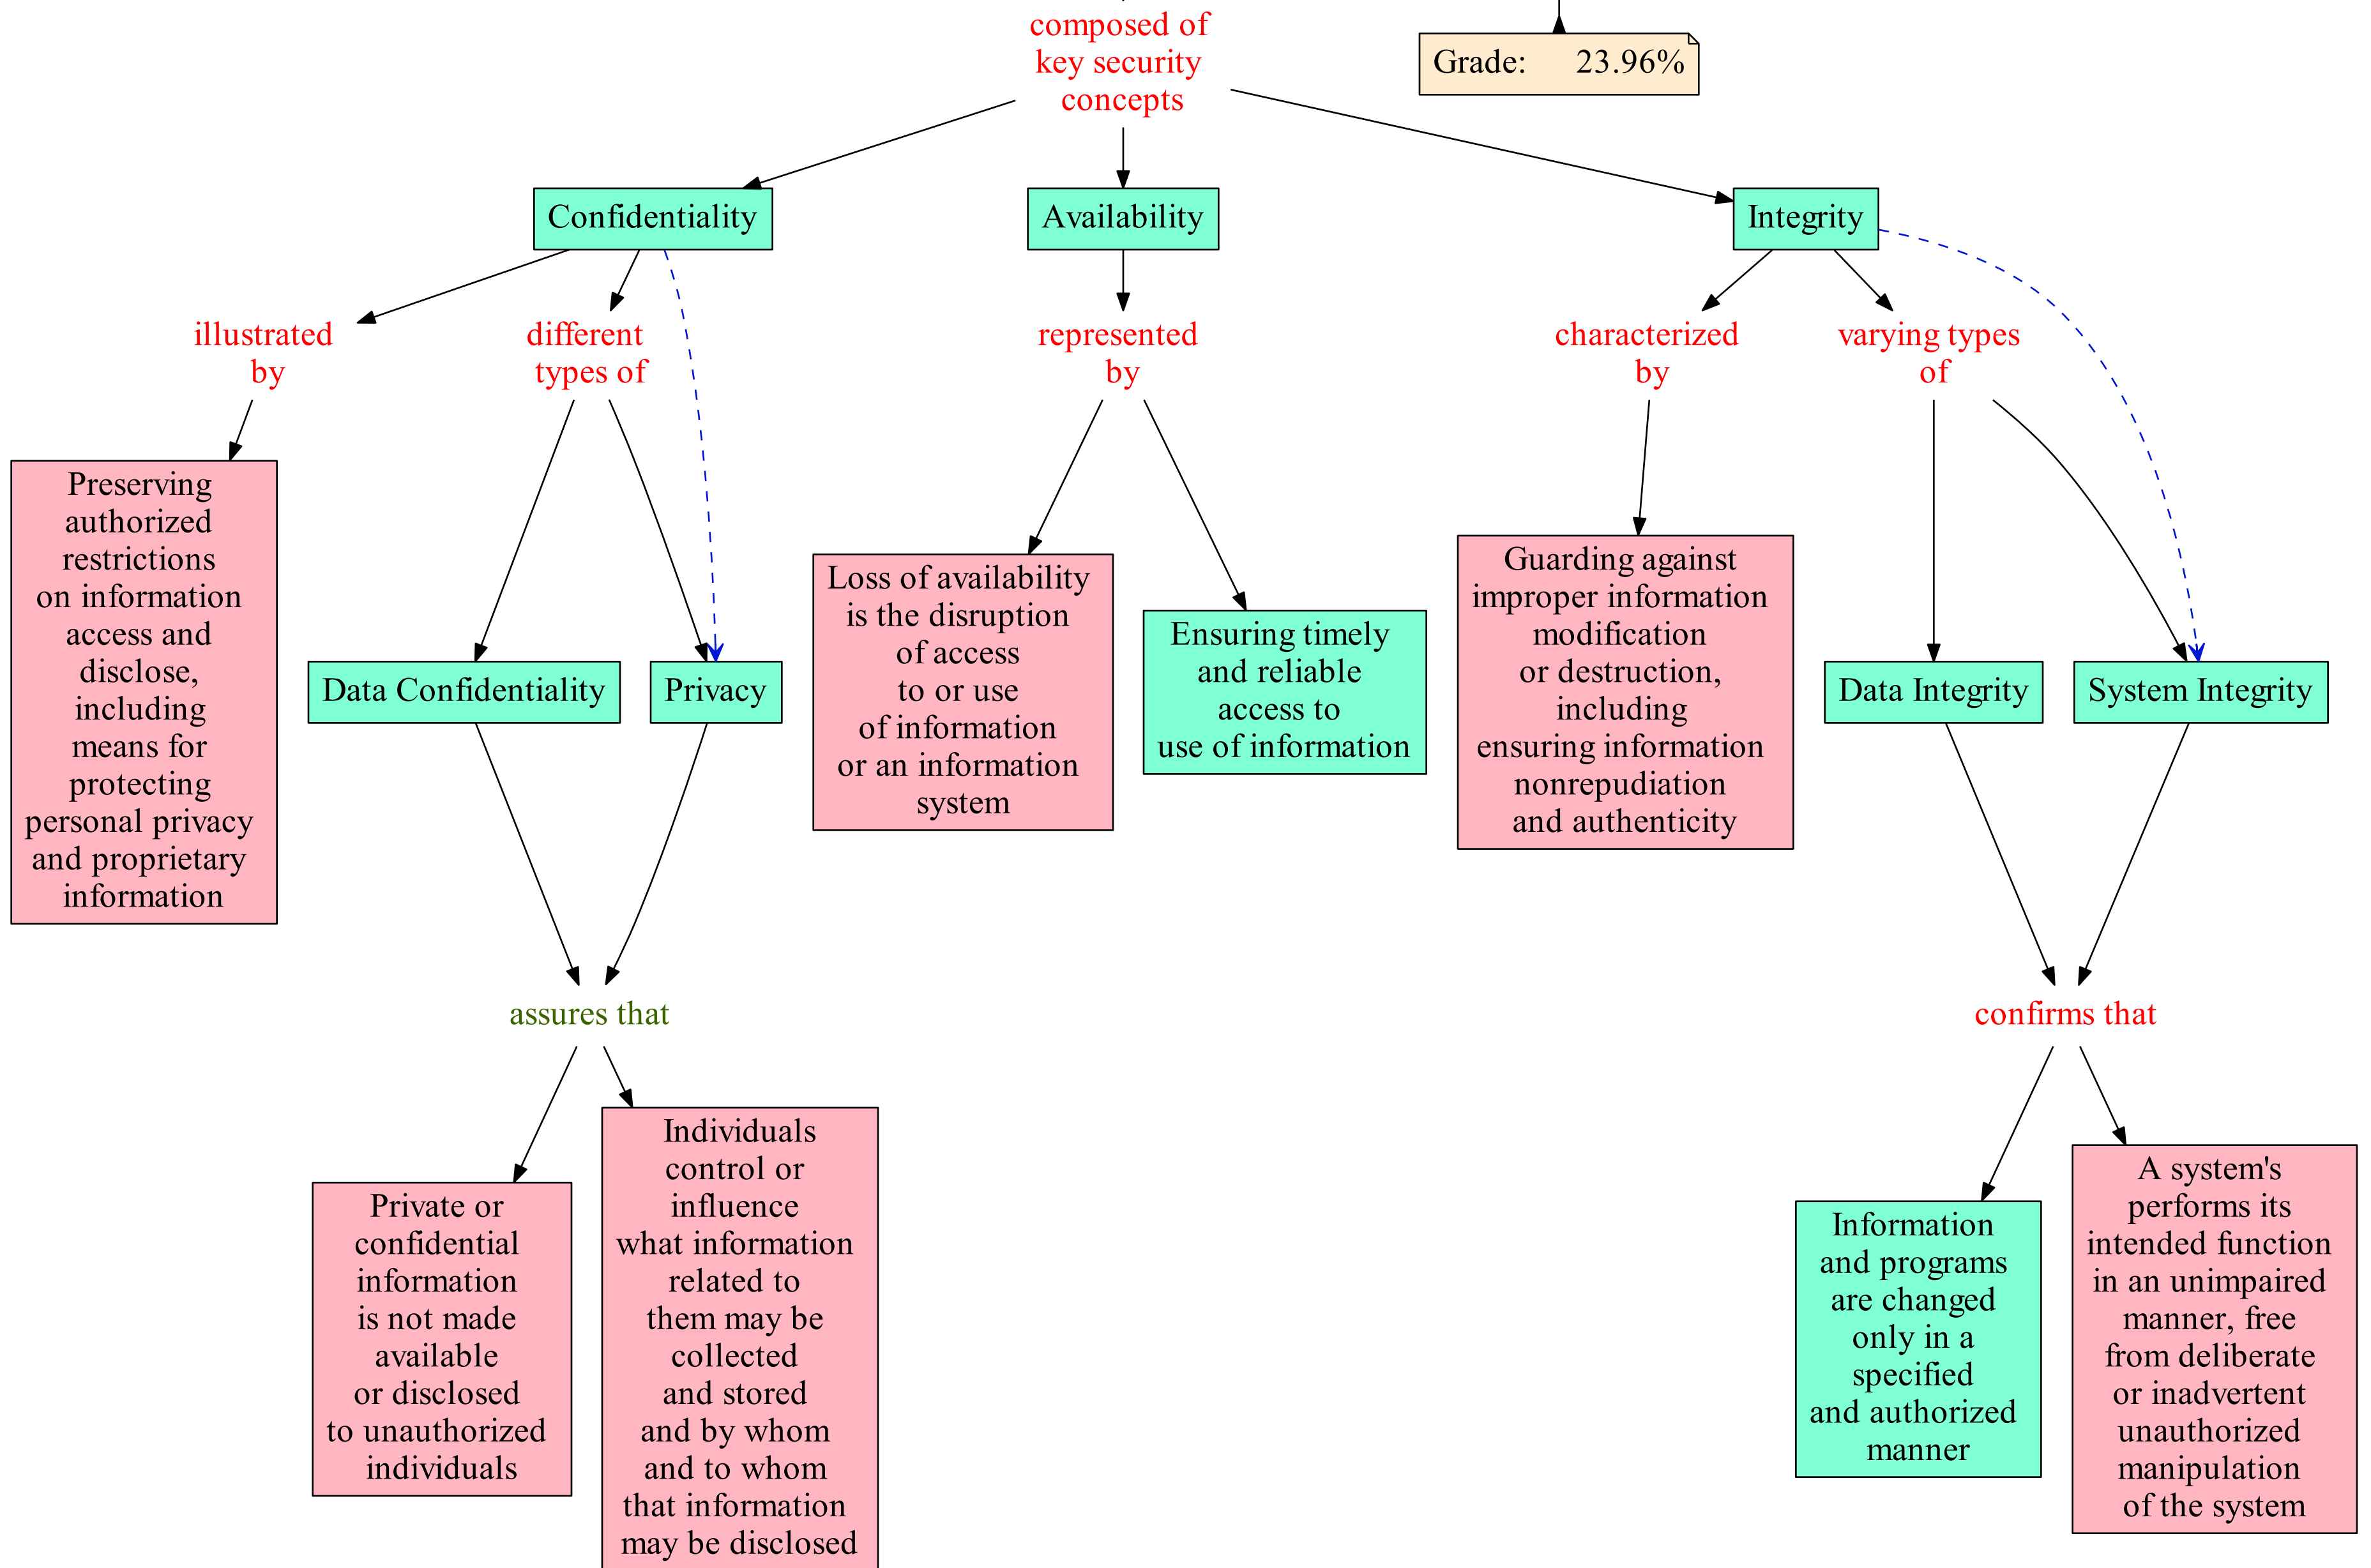 composed of
key security
concepts
Grade: 23.96%
Confidentiality
Availability
Integrity
illustrated
by
different
types of
represented
by
characterized
by
varying types
of
Preserving
authorized
restrictions
on information
access and
disclose,
including
means for
protecting
personal privacy
and proprietary
information
Data Confidentiality
Privacy
Loss of availability
is the disruption
of access
to or use
of information
or an information
system
Ensuring timely
and reliable
access to
use of information
Guarding against
improper information
modification
or destruction,
including
ensuring information
nonrepudiation
and authenticity
Data Integrity
System Integrity
assures that
confirms that
Private or
confidential
information
is not made
available
or disclosed
to unauthorized
individuals
Individuals
control or
influence
what information
related to
them may be
collected
and stored
and by whom
and to whom
that information
may be disclosed
Information
and programs
are changed
only in a
specified
and authorized
manner
A system's
performs its
intended function
in an unimpaired
manner, free
from deliberate
or inadvertent
unauthorized
manipulation
of the system